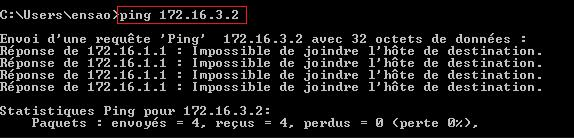 C:\Users\ensao>ping 172.16.3.2
Envoi d'une requête 'Ping'  172.16.3.2 avec 32 octets de données :
Réponse de 172.16.1.1 : Impossible de joindre l'hôte de destination.
Réponse de 172.16.1.1 : Impossible de joindre l'hôte de destination.
Réponse de 172.16.1.1 : Impossible de joindre l'hôte de destination.
Réponse de 172.16.1.1 : Impossible de joindre l'hôte de destination.
Statistiques Ping pour 172.16.3.2:
    Paquets : envoyés = 4, reçus = 4, perdus = 0 (perte 0%),